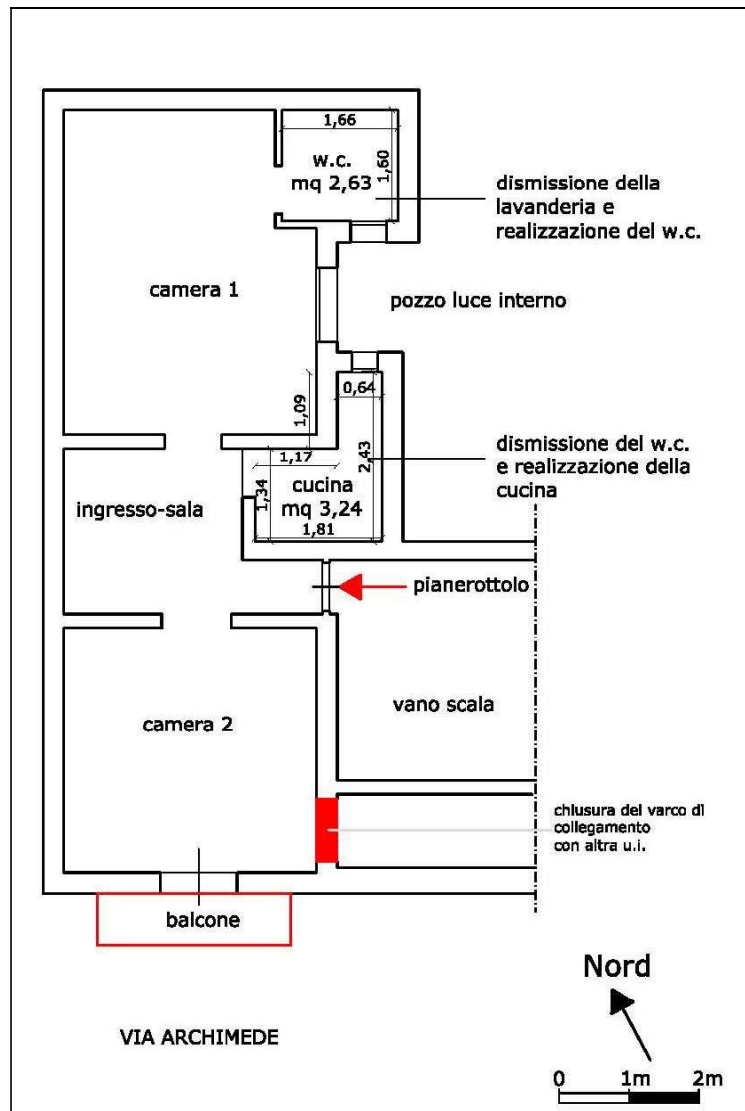 1,66
w.c.
mq 2,63
1,60
dismissione della
lavanderia e
realizzazione del w.c.
camera 1
pozzo luce interno
0,64
1,09
1,17
2,43
dismissione del w.c.
e realizzazione della
cucina
ingresso-sala
1,34
cucina
mq 3,24
1,81
pianerottolo
camera 2
vano scala
chiusura del varco di
collegamento
con altra u.i.
balcone
Nord
VIA ARCHIMEDE
0 1m 2m